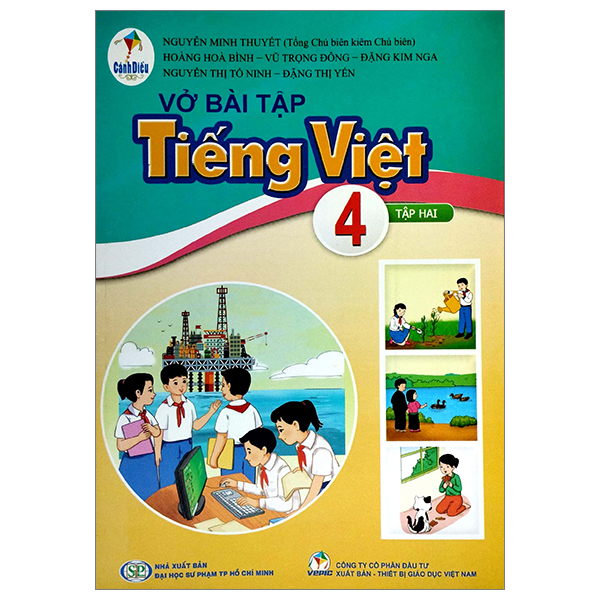 Cánh Diều
NGUYỄN MINH THUYẾT (Tổng Chủ biên kiêm Chủ biên)
HOÀNG HOÀ BÌNH – VŨ TRỌNG ĐÔNG – ĐẶNG KIM NGA
NGUYỄN THỊ TỐ NINH – ĐẶNG THỊ YẾN
VỞ BÀI TẬP
Tiếng Việt
4
TẬP HAI
SP
NHÀ XUẤT BẢN
ĐẠI HỌC SƯ PHẠM TP HỒ CHÍ MINH
VEPIC
CÔNG TY CỔ PHẦN ĐẦU TƯ
XUẤT BẢN - THIẾT BỊ GIÁO DỤC VIỆT NAM